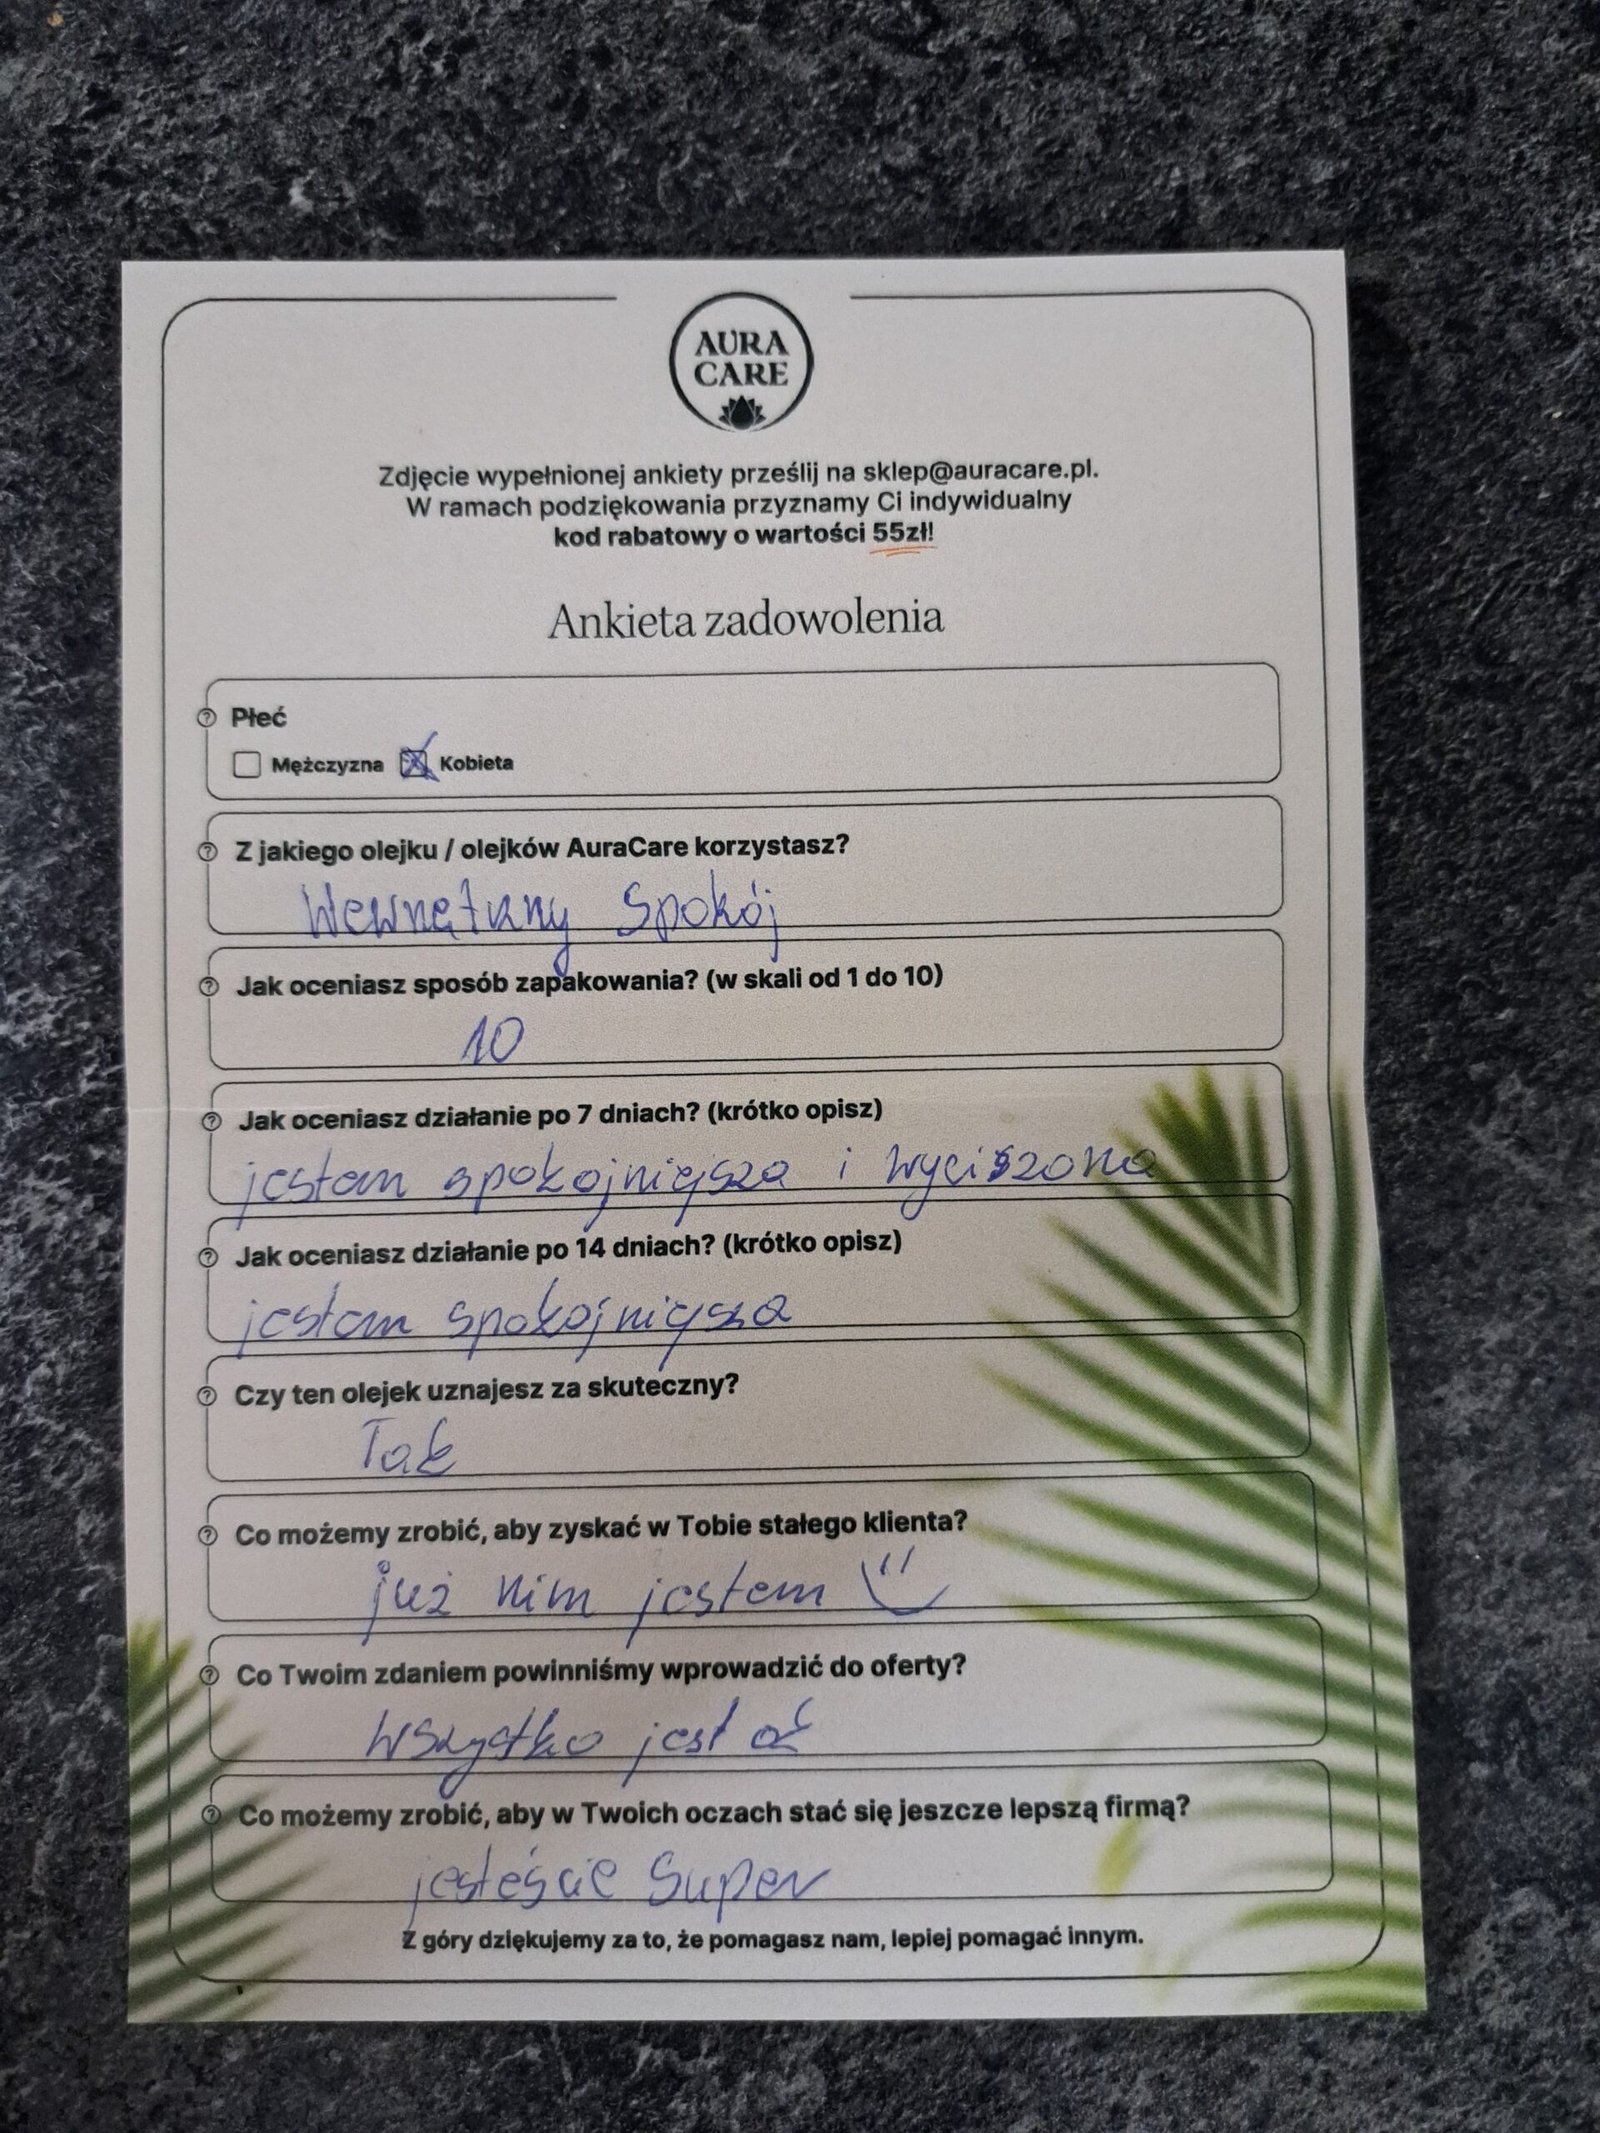 AURA
CARE
Zdjęcie wypełnionej ankiety prześlij na sklep@auracare.pl.
W ramach podziękowania przyznamy Ci indywidualny
kod rabatowy o wartości 55zł!
Ankieta zadowolenia
Płeć
Mężczyzna Kobieta
Z jakiego olejku / olejków AuraCare korzystasz?
Wewnętrzny Spokój
Jak oceniasz sposób zapakowania? (w skali od 1 do 10)
10
Jak oceniasz działanie po 7 dniach? (krótko opisz)
jestem spokojniejsza i wyciszona
Jak oceniasz działanie po 14 dniach? (krótko opisz)
jestem spokojniejsza
Czy ten olejek uznajesz za skuteczny?
Tak
Co możemy zrobić, aby zyskać w Tobie stałego klienta?
już nim jestem
Co Twoim zdaniem powinniśmy wprowadzić do oferty?
Wszystko jest ok
Co możemy zrobić, aby w Twoich oczach stać się jeszcze lepszą firmą?
jesteście Super
Z góry dziękujemy za to, że pomagasz nam, lepiej pomagać innym.